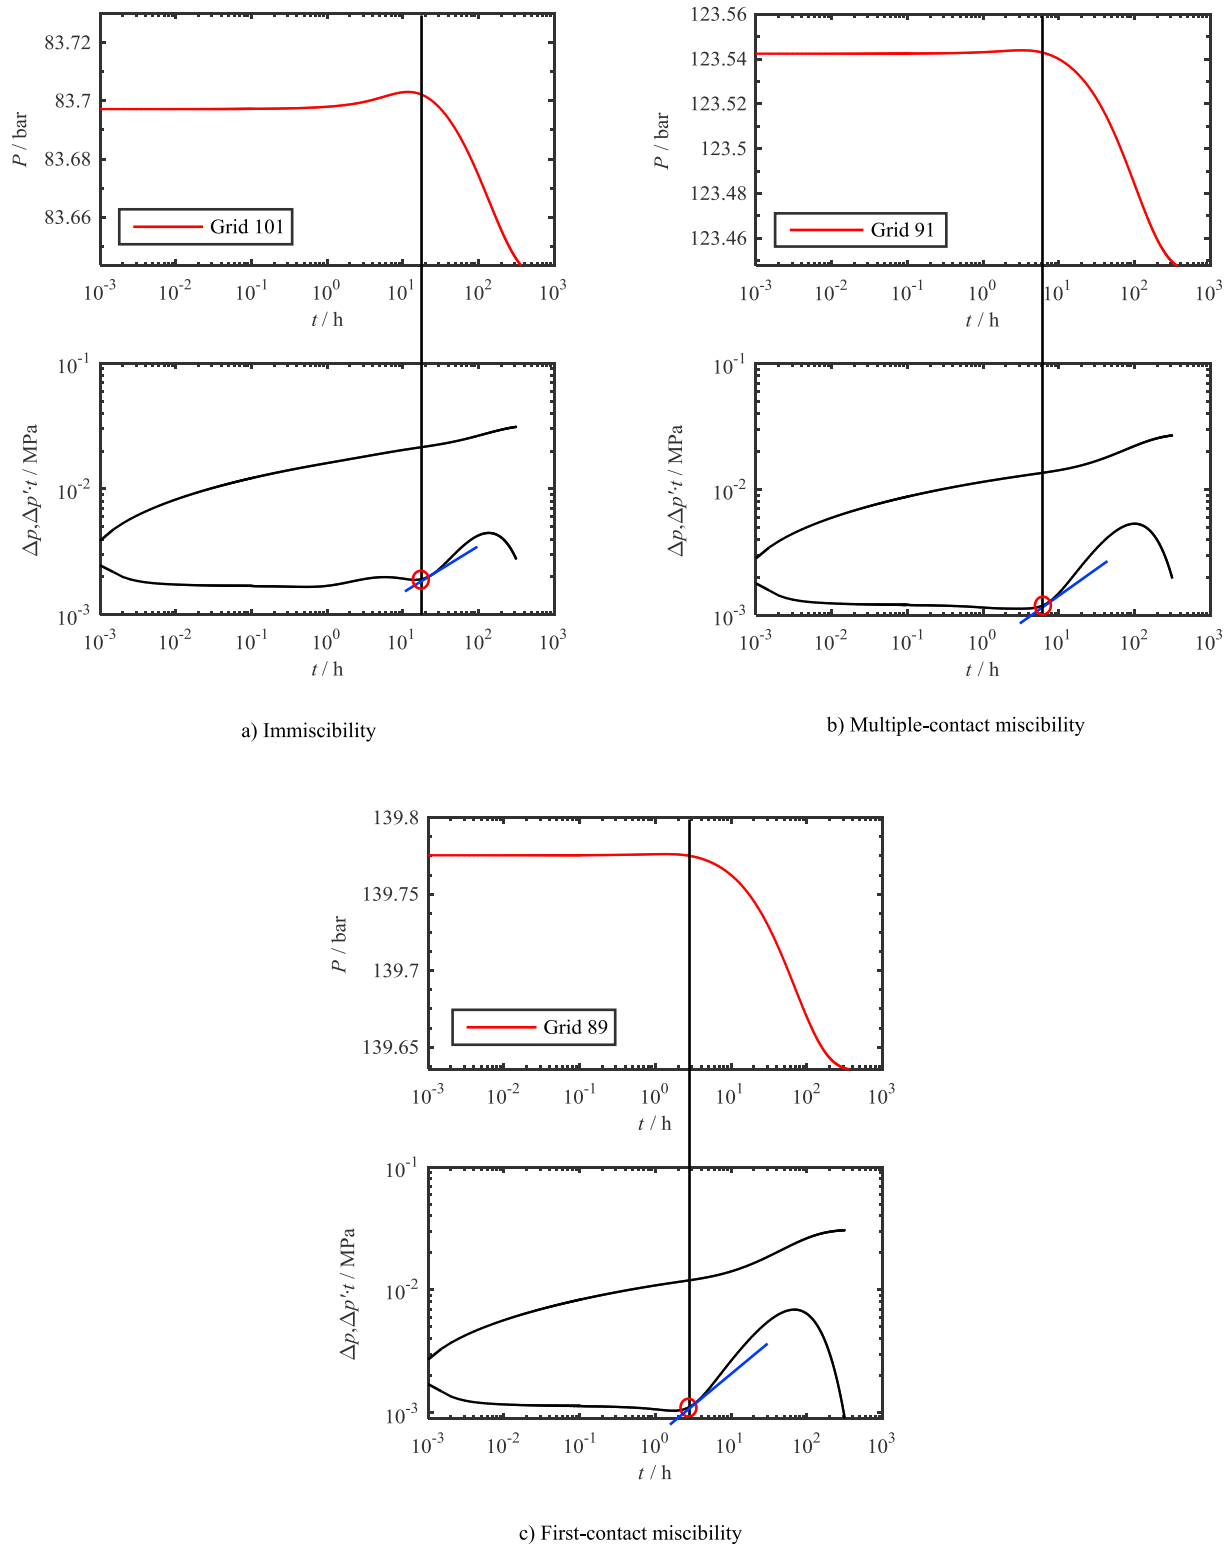 83.72
83.7
83.68
83.66
P / bar
Grid 101
10-3 10-2 10-1 100 101 102 103
t / h
10-1
10-2
10-3
Δp,Δp'·t / MPa
10-3 10-2 10-1 100 101 102 103
t / h
a) Immiscibility
123.56
123.54
123.52
123.5
123.48
123.46
P / bar
Grid 91
10-3 10-2 10-1 100 101 102 103
t / h
10-1
10-2
10-3
Δp,Δp'·t / MPa
10-3 10-2 10-1 100 101 102 103
t / h
b) Multiple-contact miscibility
139.8
139.75
139.7
139.65
P / bar
Grid 89
10-3 10-2 10-1 100 101 102 103
t / h
10-1
10-2
10-3
Δp,Δp'·t / MPa
10-3 10-2 10-1 100 101 102 103
t / h
c) First-contact miscibility